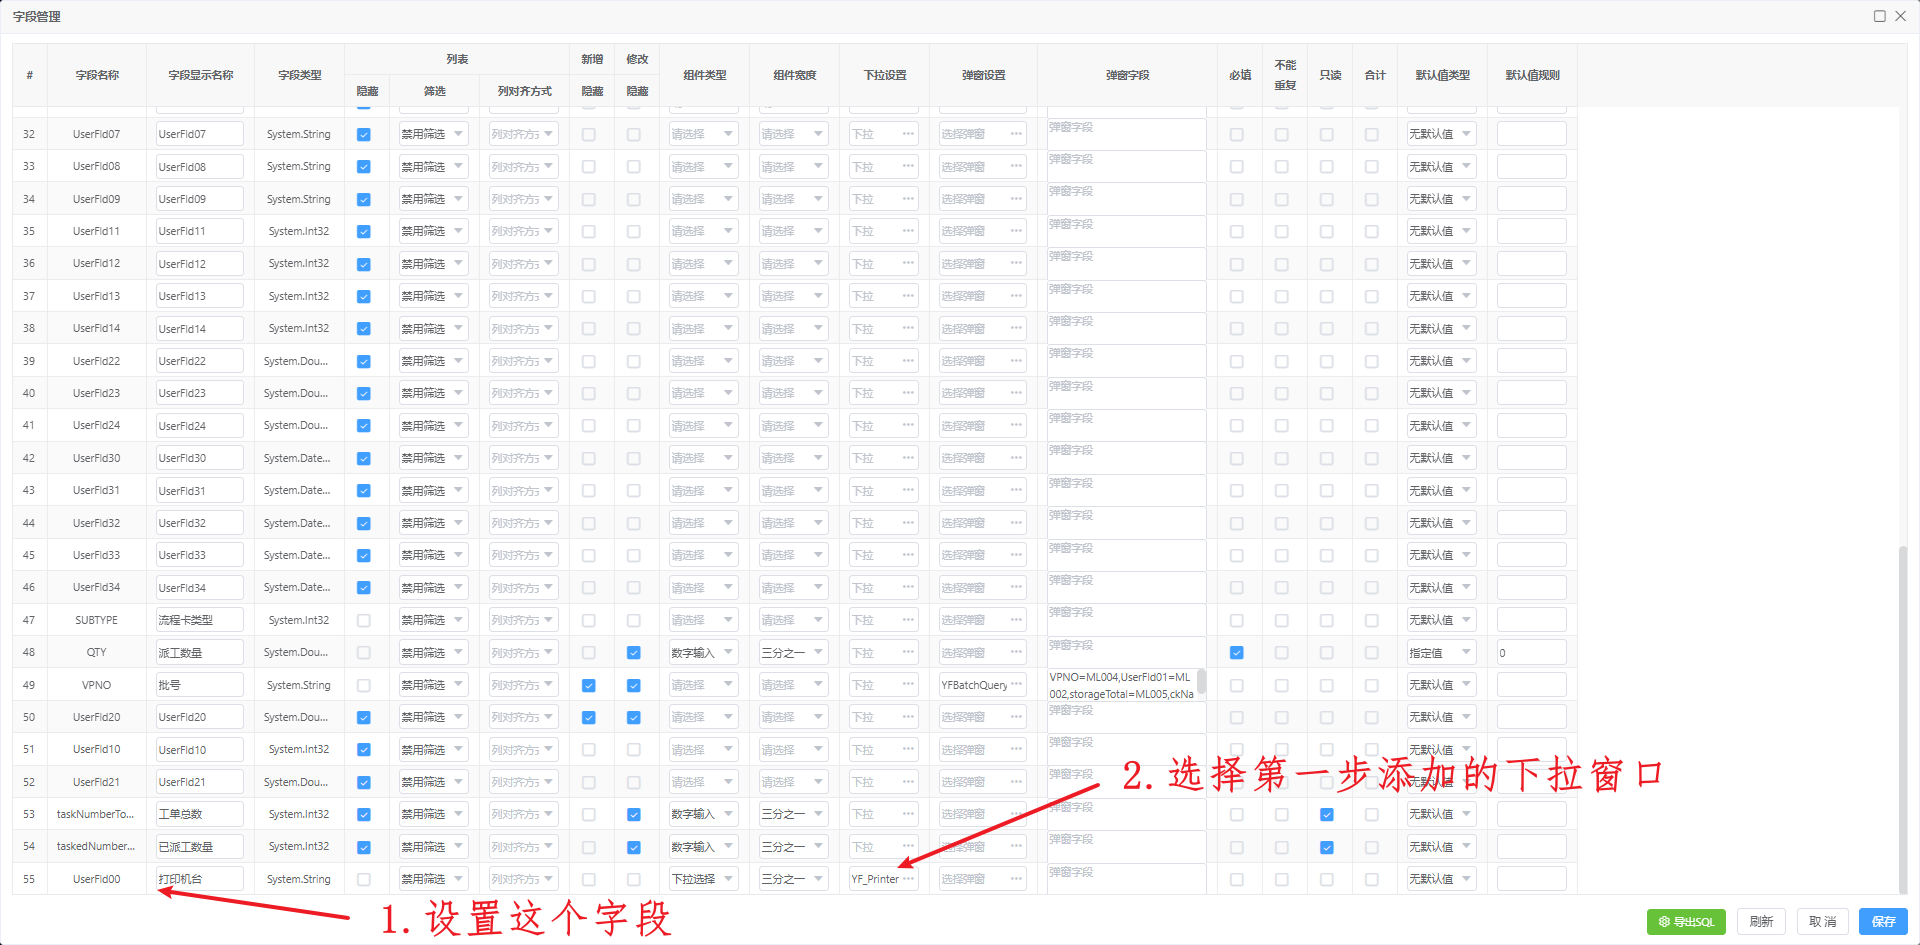 字段管理
# 字段名称 字段显示名称 字段类型 列表 新增 修改 组件类型 组件宽度 下拉设置 弹窗设置 弹窗字段 必填 不能重复 只读 合计 默认值类型 默认值规则
隐藏 筛选 列对齐方式 隐藏 隐藏
32 UserFld07 UserFld07 System.String 禁用筛选 列对齐方式 请选择 请选择 下拉 选择弹窗 弹窗字段 无默认值
33 UserFld08 UserFld08 System.String 禁用筛选 列对齐方式 请选择 请选择 下拉 选择弹窗 弹窗字段 无默认值
34 UserFld09 UserFld09 System.String 禁用筛选 列对齐方式 请选择 请选择 下拉 选择弹窗 弹窗字段 无默认值
35 UserFld11 UserFld11 System.Int32 禁用筛选 列对齐方式 请选择 请选择 下拉 选择弹窗 弹窗字段 无默认值
36 UserFld12 UserFld12 System.Int32 禁用筛选 列对齐方式 请选择 请选择 下拉 选择弹窗 弹窗字段 无默认值
37 UserFld13 UserFld13 System.Int32 禁用筛选 列对齐方式 请选择 请选择 下拉 选择弹窗 弹窗字段 无默认值
38 UserFld14 UserFld14 System.Int32 禁用筛选 列对齐方式 请选择 请选择 下拉 选择弹窗 弹窗字段 无默认值
39 UserFld22 UserFld22 System.Dou... 禁用筛选 列对齐方式 请选择 请选择 下拉 选择弹窗 弹窗字段 无默认值
40 UserFld23 UserFld23 System.Dou... 禁用筛选 列对齐方式 请选择 请选择 下拉 选择弹窗 弹窗字段 无默认值
41 UserFld24 UserFld24 System.Dou... 禁用筛选 列对齐方式 请选择 请选择 下拉 选择弹窗 弹窗字段 无默认值
42 UserFld30 UserFld30 System.Date... 禁用筛选 列对齐方式 请选择 请选择 下拉 选择弹窗 弹窗字段 无默认值
43 UserFld31 UserFld31 System.Date... 禁用筛选 列对齐方式 请选择 请选择 下拉 选择弹窗 弹窗字段 无默认值
44 UserFld32 UserFld32 System.Date... 禁用筛选 列对齐方式 请选择 请选择 下拉 选择弹窗 弹窗字段 无默认值
45 UserFld33 UserFld33 System.Date... 禁用筛选 列对齐方式 请选择 请选择 下拉 选择弹窗 弹窗字段 无默认值
46 UserFld34 UserFld34 System.Date... 禁用筛选 列对齐方式 请选择 请选择 下拉 选择弹窗 弹窗字段 无默认值
47 SUBTYPE 流程卡类型 System.Int32 禁用筛选 列对齐方式 请选择 请选择 下拉 选择弹窗 弹窗字段 无默认值
48 QTY 派工数量 System.Dou... 禁用筛选 列对齐方式 数字输入 三分之一 下拉 选择弹窗 弹窗字段 指定值 0
49 VPNO 批号 System.String 禁用筛选 列对齐方式 请选择 请选择 下拉 YFBatchQuery VPNO=ML004,UserFld01=ML002,storageTotal=ML005,ckNa 无默认值
50 UserFld20 UserFld20 System.Dou... 禁用筛选 列对齐方式 请选择 请选择 下拉 选择弹窗 弹窗字段 无默认值
51 UserFld10 UserFld10 System.Int32 禁用筛选 列对齐方式 请选择 请选择 下拉 选择弹窗 弹窗字段 无默认值
52 UserFld21 UserFld21 System.Dou... 禁用筛选 列对齐方式 请选择 请选择 下拉 选择弹窗 弹窗字段 无默认值
2.选择第一步添加的下拉窗口
53 taskNumberTo... 工单总数 System.Int32 禁用筛选 列对齐方式 数字输入 三分之一 下拉 选择弹窗 弹窗字段 无默认值
54 taskedNumber... 已派工数量 System.Int32 禁用筛选 列对齐方式 数字输入 三分之一 下拉 选择弹窗 弹窗字段 无默认值
55 UserFld00 打印机台 System.String 禁用筛选 列对齐方式 下拉选择 三分之一 YF_Printer 选择弹窗 弹窗字段 无默认值
1.设置这个字段
导出SQL 刷新 取消 保存